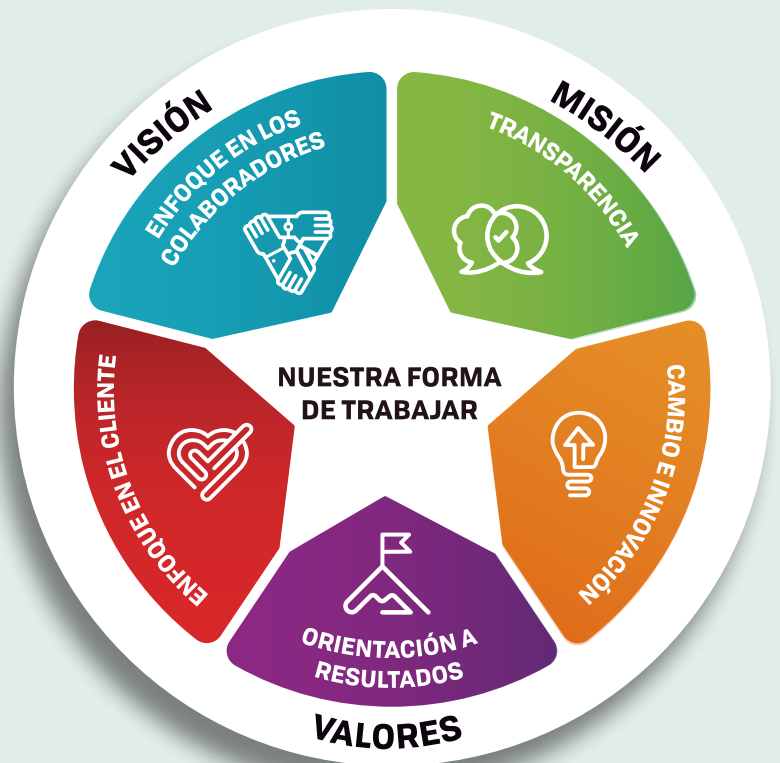 VISIÓN
MISIÓN
ENFOQUE EN LOS
COLABORADORES
TRANSPARENCIA
NUESTRA FORMA
DE TRABAJAR
ENFOQUE EN EL CLIENTE
CAMBIO E INNOVACIÓN
ORIENTACIÓN A
RESULTADOS
VALORES